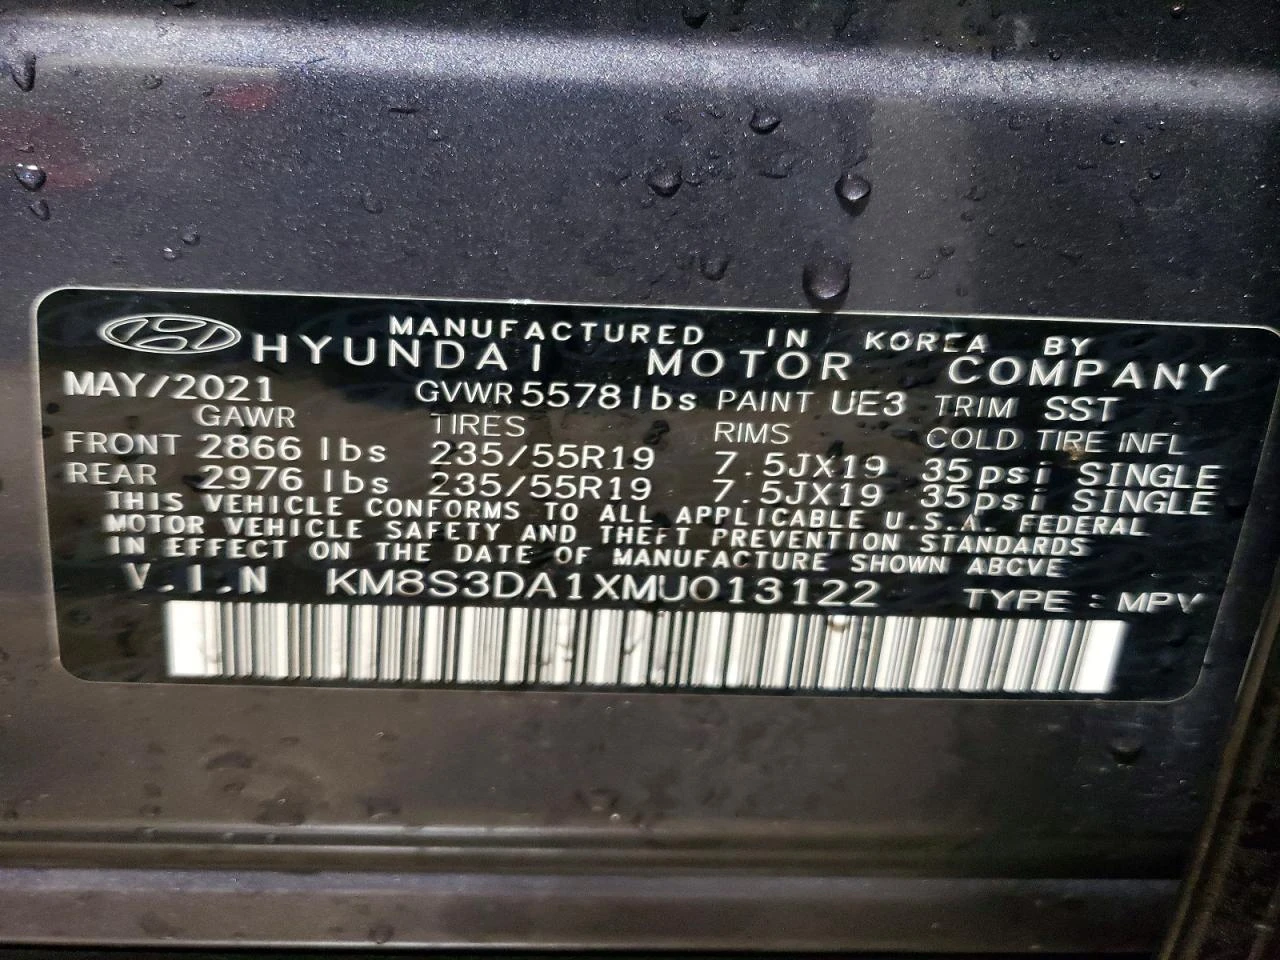 MANUFACTURED IN KOREA BY
HYUNDAI MOTOR COMPANY
MAY/2021 GVWR 5578lbs PAINT UE3 TRIM SST
GAWR TIRES RIMS COLD TIRE INFL
FRONT 2866 lbs 235/55R19 7.5JX19 35psi SINGLE
REAR 2976 lbs 235/55R19 7.5JX19 35psi SINGLE
THIS VEHICLE CONFORMS TO ALL APPLICABLE U.S.A. FEDERAL
MOTOR VEHICLE SAFETY AND THEFT PREVENTION STANDARDS
IN EFFECT ON THE DATE OF MANUFACTURE SHOWN ABOVE
V.I.N KM8S3DA1XMU013122 TYPE : MPV